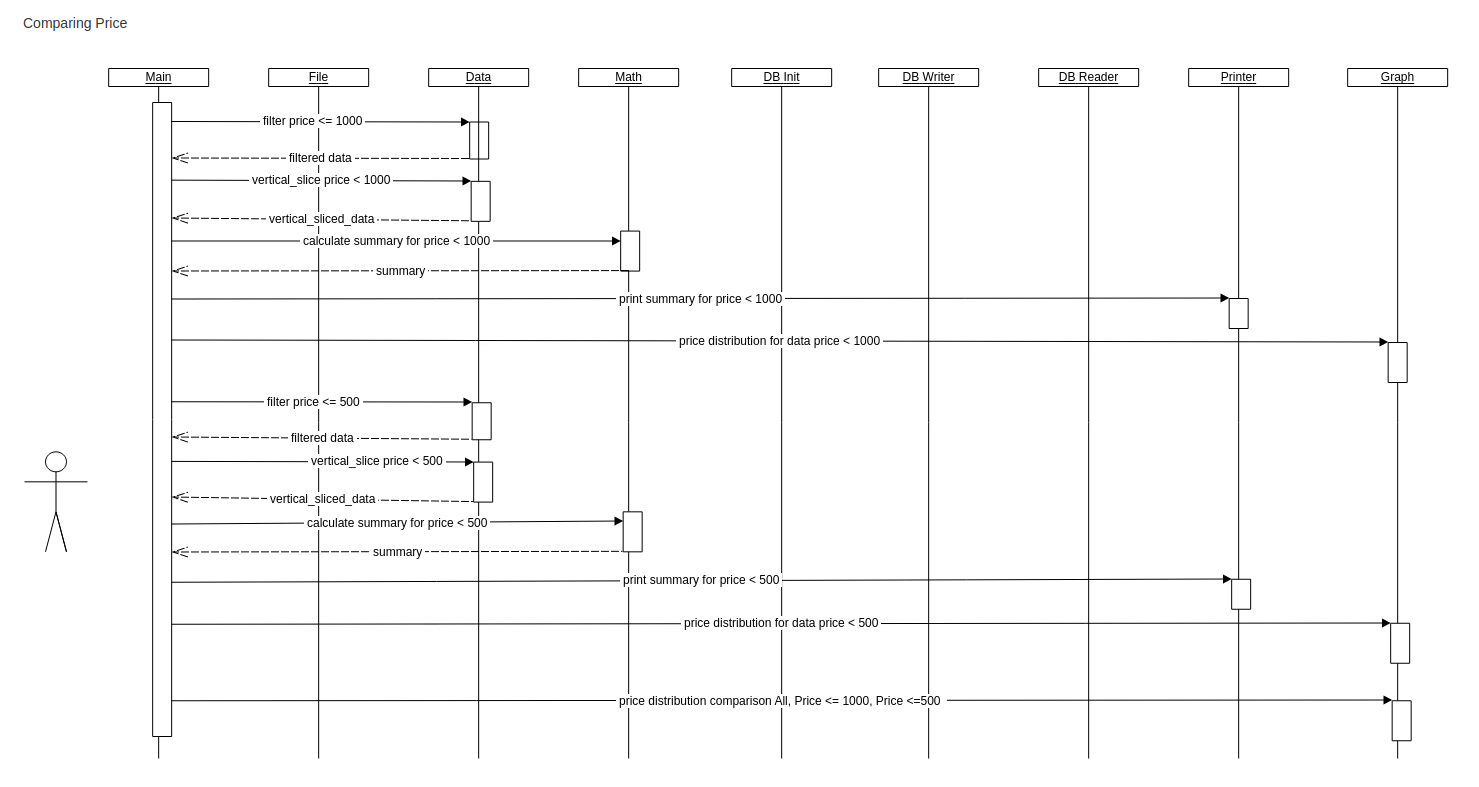 Comparing Price
Main
File
Data
Math
DB Init
DB Writer
DB Reader
Printer
Graph
filter price <= 1000
filtered data
vertical_slice price < 1000
vertical_sliced_data
calculate summary for price < 1000
summary
print summary for price < 1000
price distribution for data price < 1000
filter price <= 500
filtered data
vertical_slice price < 500
vertical_sliced_data
calculate summary for price < 500
summary
print summary for price < 500
price distribution for data price < 500
price distribution comparison All, Price <= 1000, Price <=500